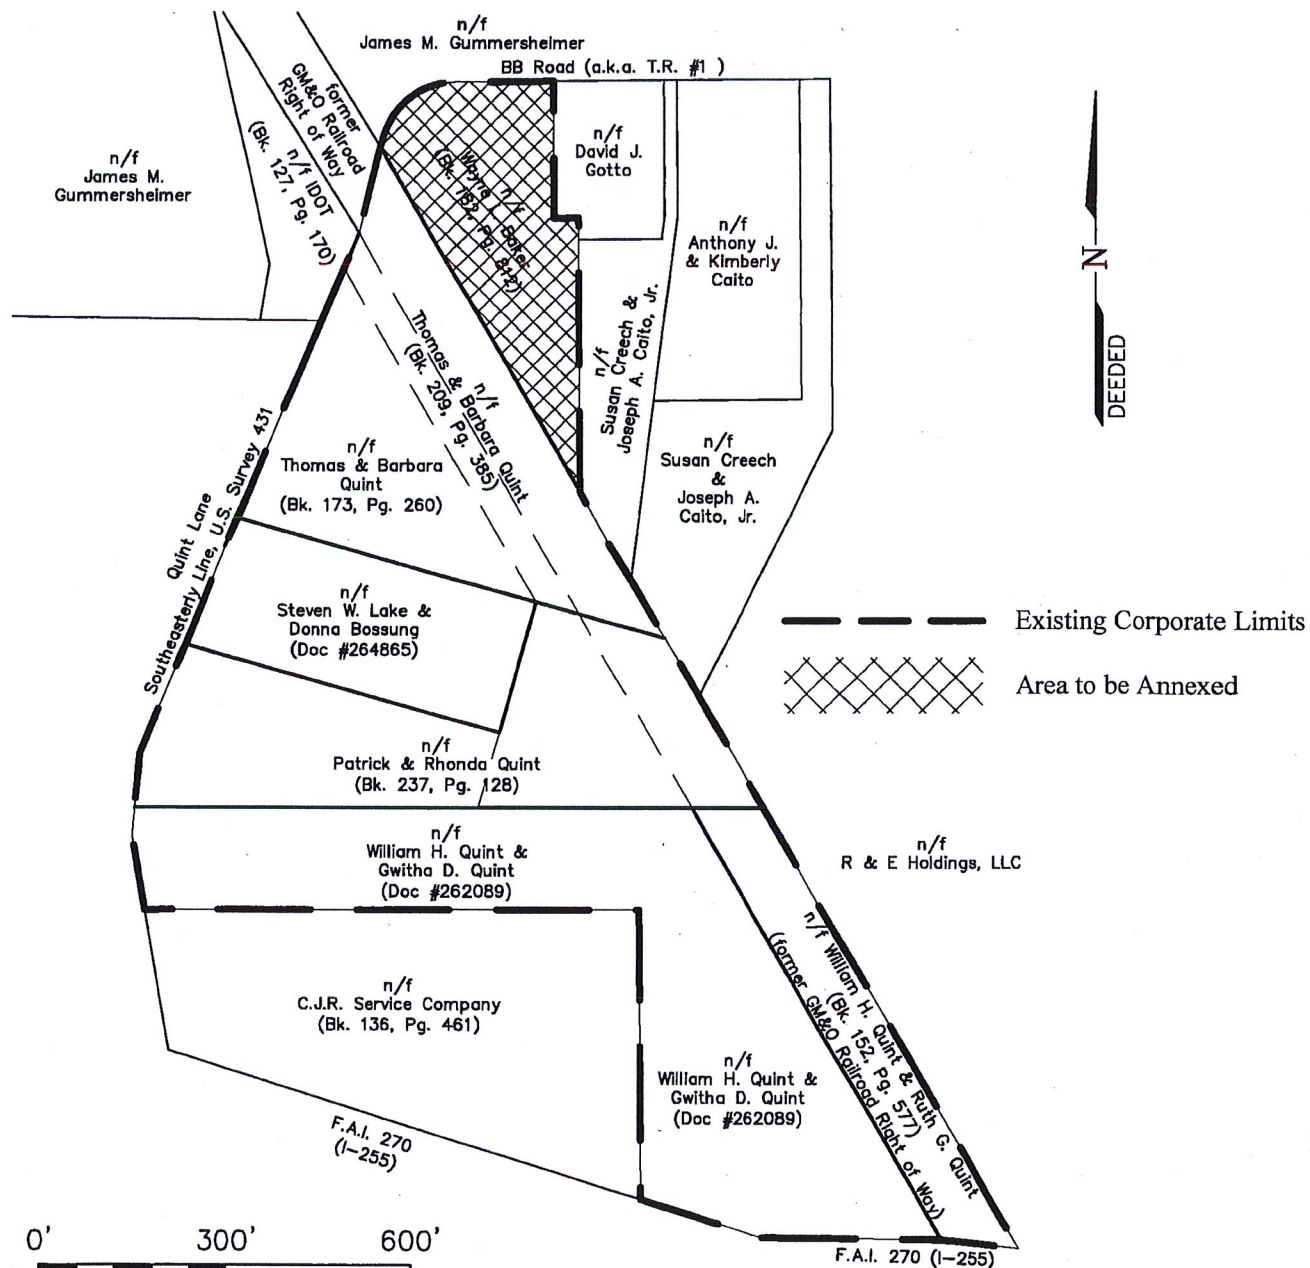 n/f
James M. Gummersheimer
BB Road (a.k.a. T.R. #1 )
former
GM&O Railroad
Right of Way
n/f IDOT
(Bk. 127, Pg. 170)
n/f
James M.
Gummersheimer
n/f
Wayne L. Baker
(Bk. 152, Pg. 212)
n/f
David J.
Gotto
n/f
Anthony J.
& Kimberly
Caito
n/f
Susan Creech &
Joseph A. Caito, Jr.
n/f
Susan Creech
&
Joseph A.
Caito, Jr.
N
DEEDED
n/f
Thomas & Barbara Quint
(Bk. 209, Pg. 385)
n/f
Thomas & Barbara
Quint
(Bk. 173, Pg. 260)
Quint Lane
Southeasterly Line, U.S. Survey 431
n/f
Steven W. Lake &
Donna Bossung
(Doc #264865)
Existing Corporate Limits
Area to be Annexed
n/f
Patrick & Rhonda Quint
(Bk. 237, Pg. 128)
n/f
William H. Quint &
Gwitha D. Quint
(Doc #262089)
n/f
R & E Holdings, LLC
n/f
C.J.R. Service Company
(Bk. 136, Pg. 461)
n/f William H. Quint & Ruth G. Quint
(Bk. 152, Pg. 577)
(former GM&O Railroad Right of Way)
n/f
William H. Quint &
Gwitha D. Quint
(Doc #262089)
F.A.I. 270
(I-255)
F.A.I. 270 (I-255)
0' 300' 600'